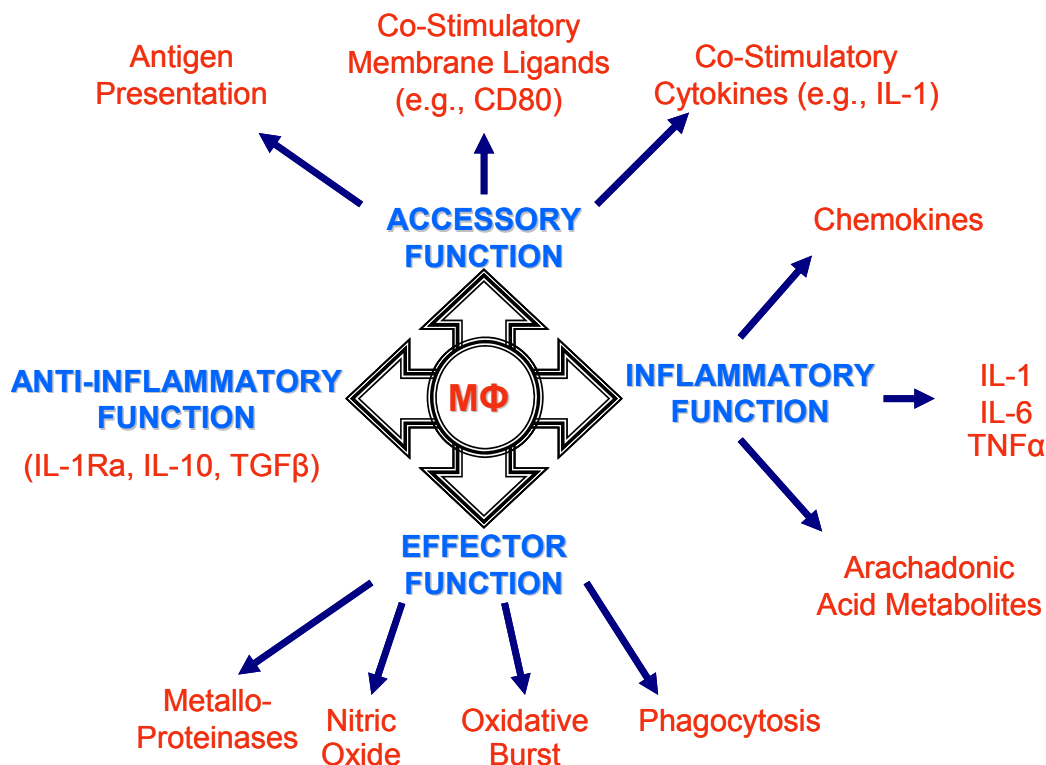 Antigen
Presentation
Co-Stimulatory
Membrane Ligands
(e.g., CD80)
Co-Stimulatory
Cytokines (e.g., IL-1)
ACCESSORY
FUNCTION
Chemokines
ANTI-INFLAMMATORY
FUNCTION
(IL-1Ra, IL-10, TGFβ)
MΦ
INFLAMMATORY
FUNCTION
IL-1
IL-6
TNFα
Arachadonic
Acid Metabolites
EFFECTOR
FUNCTION
Metallo-
Proteinases
Nitric
Oxide
Oxidative
Burst
Phagocytosis